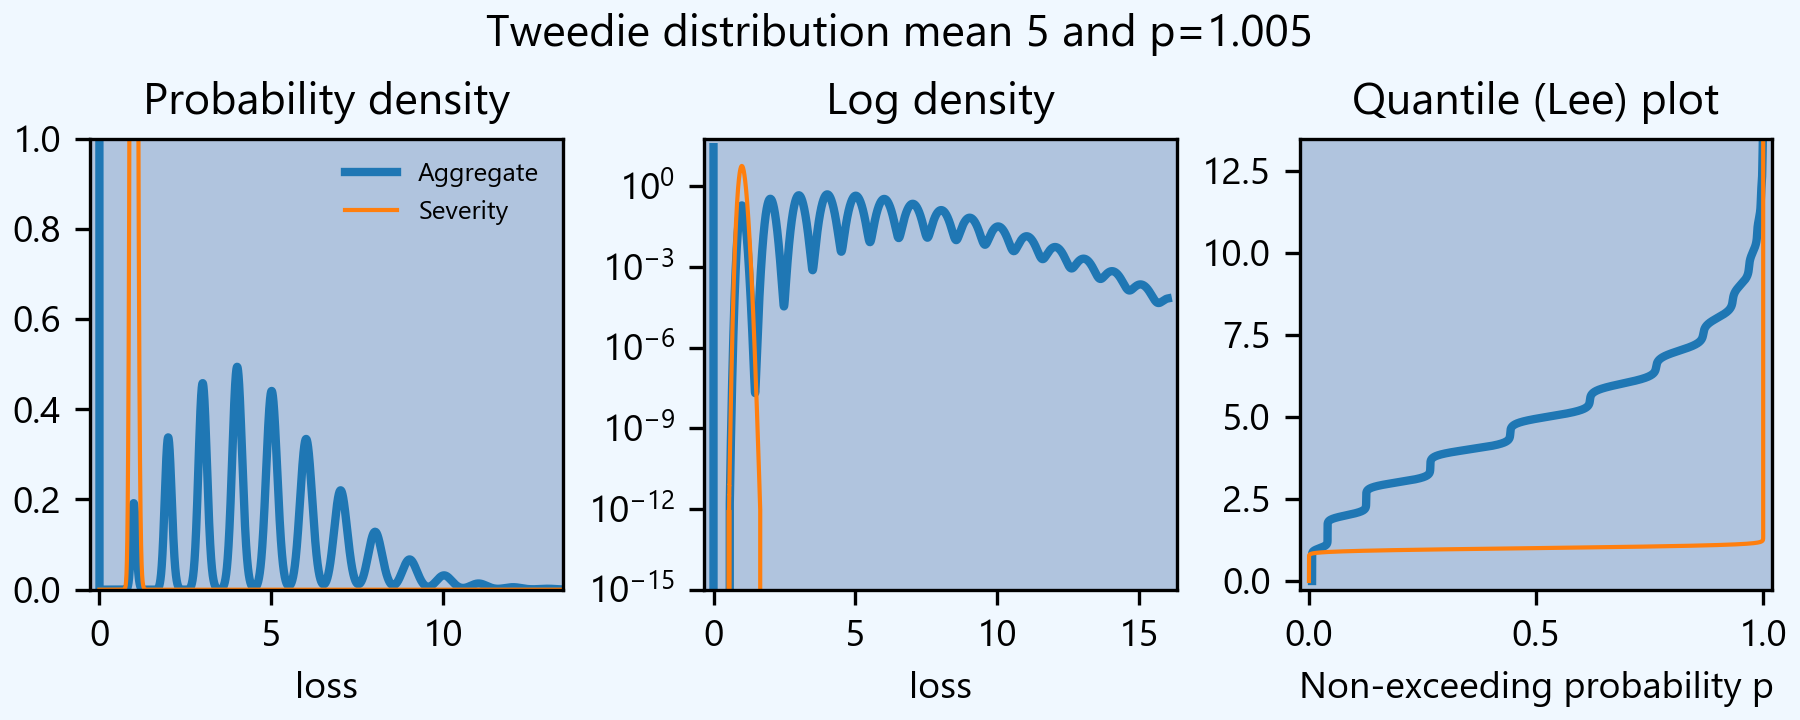 Tweedie distribution mean 5 and p=1.005
Probability density
1.0
0.8
0.6
0.4
0.2
0.0
Aggregate
Severity
0 5 10
loss
Log density
10⁰
10⁻³
10⁻⁶
10⁻⁹
10⁻¹²
10⁻¹⁵
0 5 10 15
loss
Quantile (Lee) plot
12.5
10.0
7.5
5.0
2.5
0.0
0.0 0.5 1.0
Non-exceeding probability p